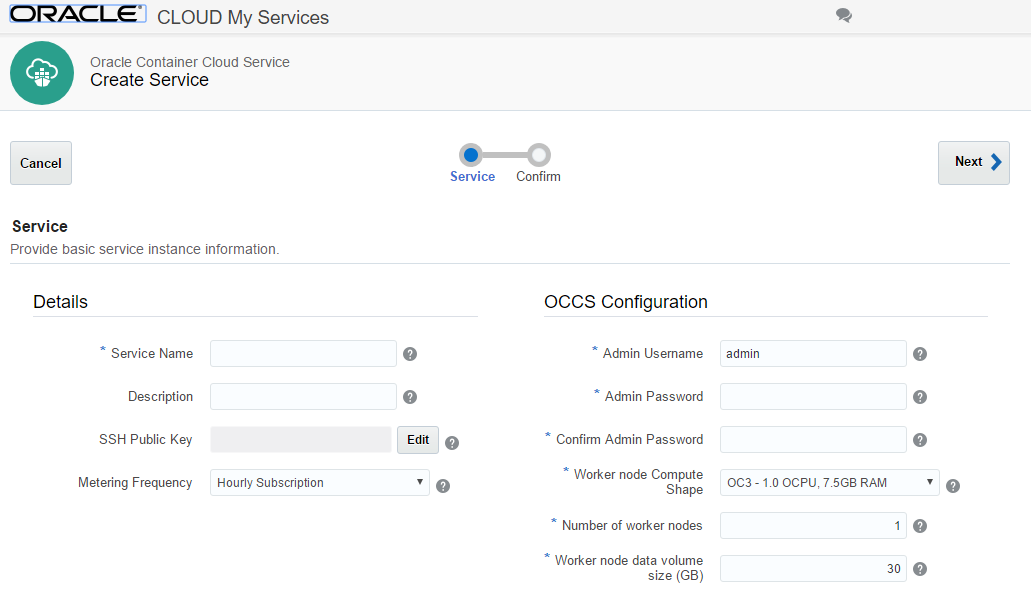 ORACLE® CLOUD My Services
Oracle Container Cloud Service
Create Service
Cancel
Service Confirm
Next
Service
Provide basic service instance information.
Details
* Service Name ?
Description ?
SSH Public Key Edit ?
Metering Frequency Hourly Subscription ?
OCCS Configuration
* Admin Username admin ?
* Admin Password ?
* Confirm Admin Password ?
* Worker node Compute
Shape OC3 - 1.0 OCPU, 7.5GB RAM ?
* Number of worker nodes 1 ?
* Worker node data volume
size (GB) 30 ?